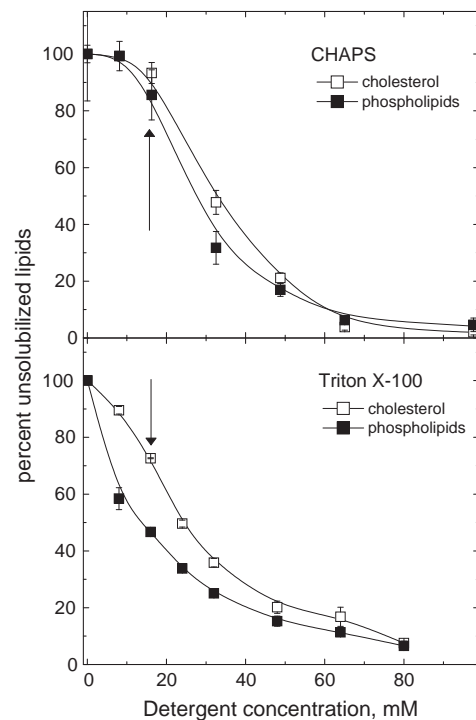 percent unsolubilized lipids
100
80
60
40
20
0
CHAPS
cholesterol
phospholipids
100
80
60
40
20
0
Triton X-100
cholesterol
phospholipids
0 20 40 60 80
Detergent concentration, mM